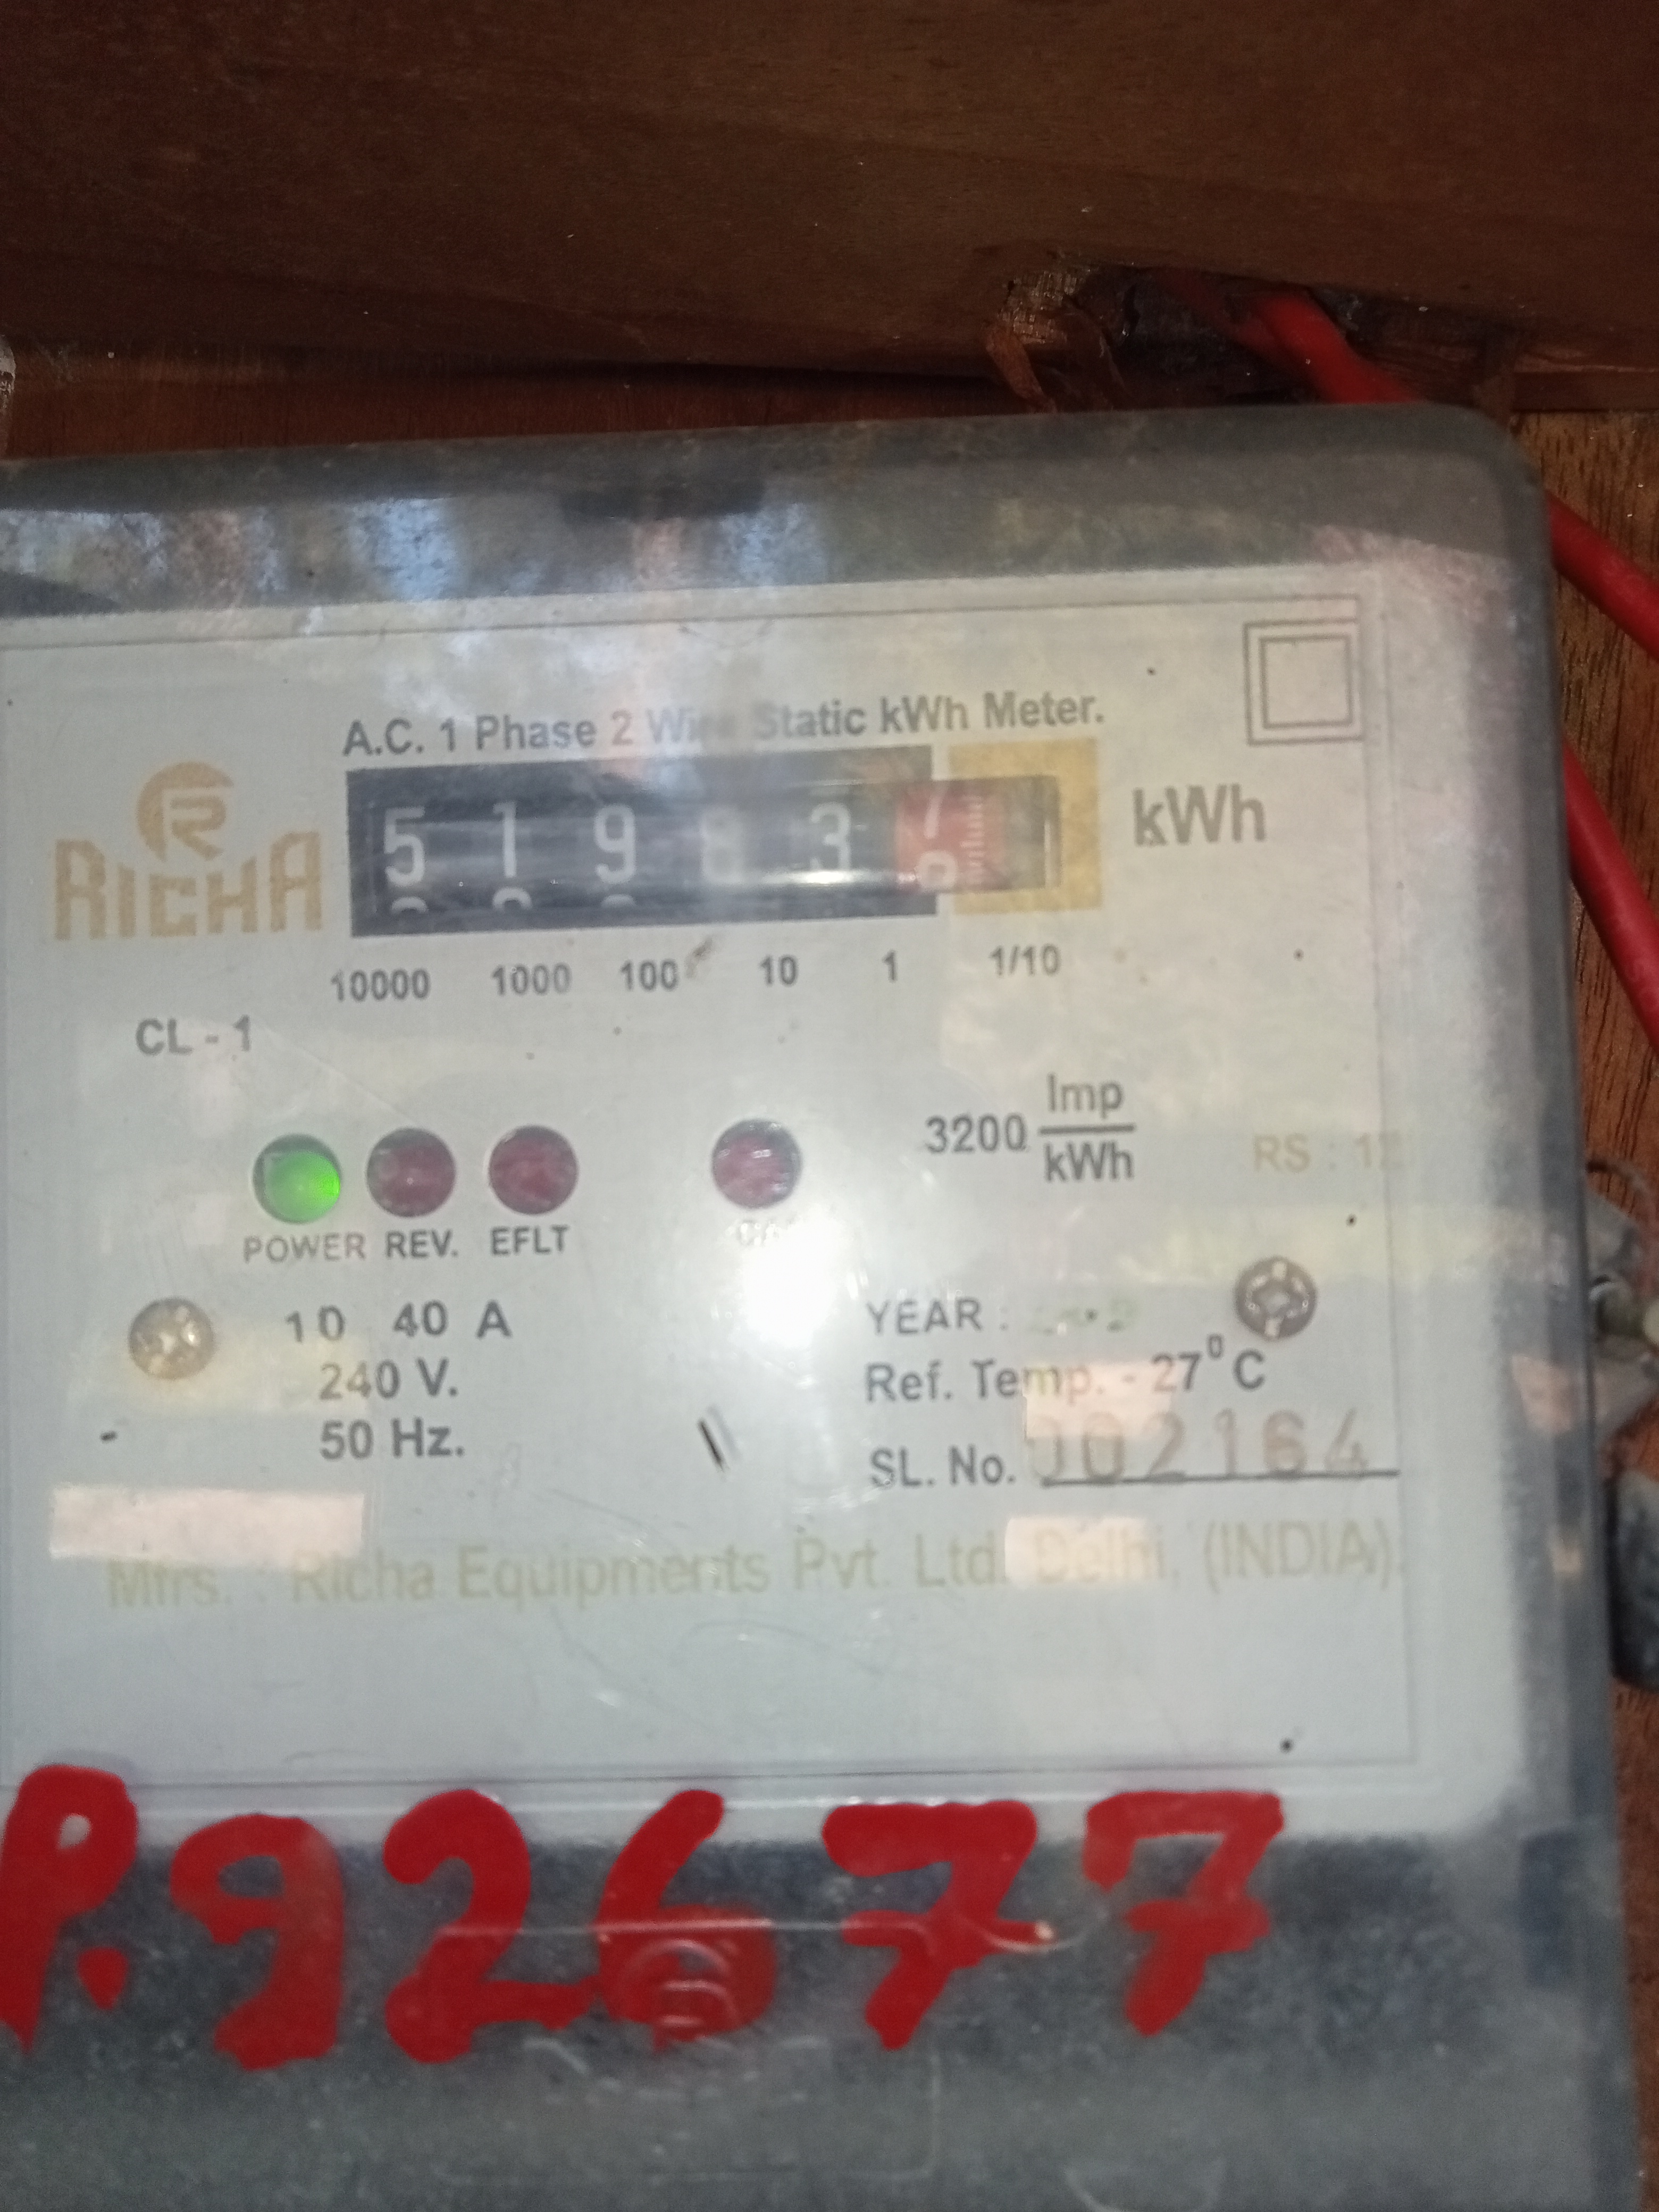 A.C. 1 Phase 2 Wire Static kWh Meter.
RICHA
5 1 9 8 3 7 kWh
10000 1000 100 10 1 1/10
CL - 1
3200 Imp
kWh
RS :
POWER REV. EFLT
10 40 A
240 V.
50 Hz.
YEAR :
Ref. Temp. - 27°C
SL. No. 002164
Mfrs. : Richa Equipments Pvt. Ltd. Delhi. (INDIA).
P.92677